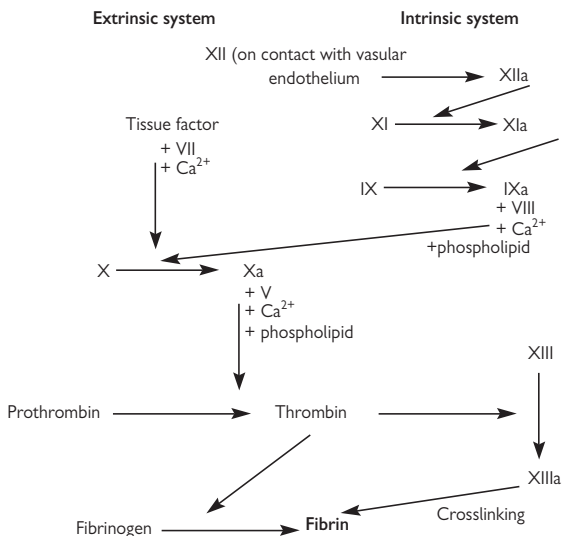 Extrinsic system
Intrinsic system
XII (on contact with vasular
endothelium
XIIa
Tissue factor
+ VII
+ Ca²⁺
XI
XIa
IX
IXa
+ VIII
+ Ca²⁺
+phospholipid
X
Xa
+ V
+ Ca²⁺
+ phospholipid
XIII
Prothrombin
Thrombin
XIIIa
Crosslinking
Fibrinogen
Fibrin